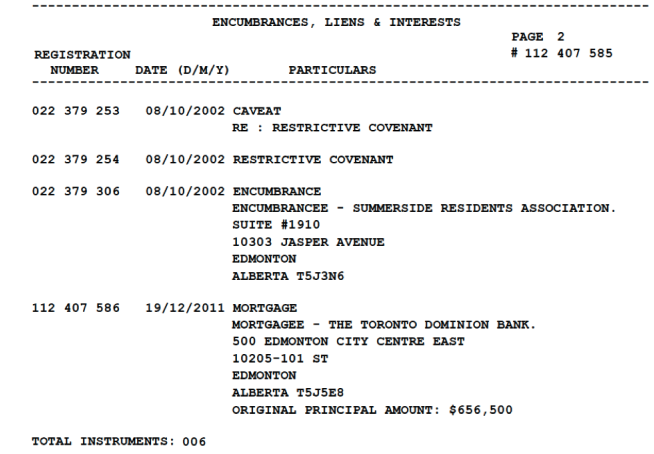 ENCUMBRANCES, LIENS & INTERESTS
PAGE 2
REGISTRATION # 112 407 585
NUMBER DATE (D/M/Y) PARTICULARS
022 379 253 08/10/2002 CAVEAT
RE : RESTRICTIVE COVENANT
022 379 254 08/10/2002 RESTRICTIVE COVENANT
022 379 306 08/10/2002 ENCUMBRANCE
ENCUMBRANCEE - SUMMERSIDE RESIDENTS ASSOCIATION.
SUITE #1910
10303 JASPER AVENUE
EDMONTON
ALBERTA T5J3N6
112 407 586 19/12/2011 MORTGAGE
MORTGAGEE - THE TORONTO DOMINION BANK.
500 EDMONTON CITY CENTRE EAST
10205-101 ST
EDMONTON
ALBERTA T5J5E8
ORIGINAL PRINCIPAL AMOUNT: $656,500
TOTAL INSTRUMENTS: 006